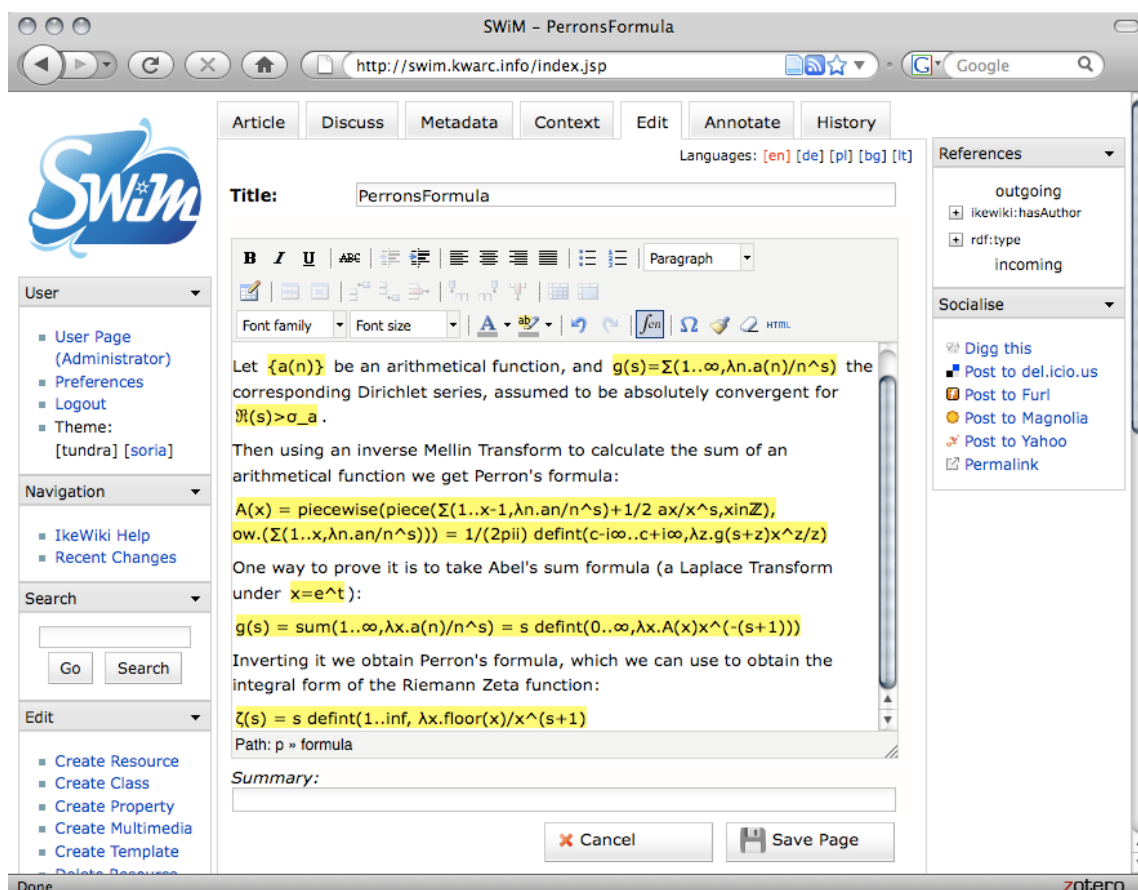 SWiM – PerronsFormula
http://swim.kwarc.info/index.jsp
Google
SWiM
Article Discuss Metadata Context Edit Annotate History
Languages: [en] [de] [pl] [bg] [lt]
Title: PerronsFormula
B I U ABC Paragraph
Font family Font size A ab fen Ω HTML
Let {a(n)} be an arithmetical function, and g(s)=Σ(1..∞,λn.a(n)/n^s) the
corresponding Dirichlet series, assumed to be absolutely convergent for
ℜ(s)>σ_a .
Then using an inverse Mellin Transform to calculate the sum of an
arithmetical function we get Perron's formula:
A(x) = piecewise(piece(Σ(1..x-1,λn.an/n^s)+1/2 ax/x^s,xinℤ),
ow.(Σ(1..x,λn.an/n^s))) = 1/(2pii) defint(c-i∞..c+i∞,λz.g(s+z)x^z/z)
One way to prove it is to take Abel's sum formula (a Laplace Transform
under x=e^t):
g(s) = sum(1..∞,λx.a(n)/n^s) = s defint(0..∞,λx.A(x)x^(-(s+1)))
Inverting it we obtain Perron's formula, which we can use to obtain the
integral form of the Riemann Zeta function:
ζ(s) = s defint(1..inf, λx.floor(x)/x^(s+1)
Path: p » formula
Summary:
Cancel Save Page
User
User Page
(Administrator)
Preferences
Logout
Theme:
[tundra] [soria]
Navigation
IkeWiki Help
Recent Changes
Search
Go Search
Edit
Create Resource
Create Class
Create Property
Create Multimedia
Create Template
Delete Resource
References
outgoing
ikewiki:hasAuthor
rdf:type
incoming
Socialise
Digg this
Post to del.icio.us
Post to Furl
Post to Magnolia
Post to Yahoo
Permalink
Done
zotero